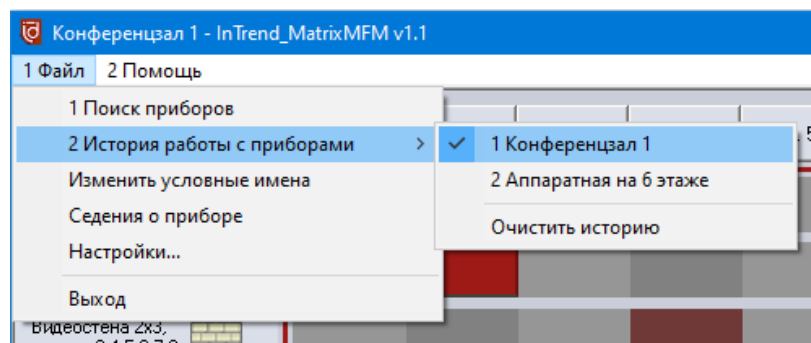 Конференцзал 1 - InTrend_MatrixMFM v1.1
1 Файл 2 Помощь
1 Поиск приборов
2 История работы с приборами
1 Конференцзал 1
Изменить условные имена
2 Аппаратная на 6 этаже
Седения о приборе
Очистить историю
Настройки...
Выход
Видеостена 2x3,